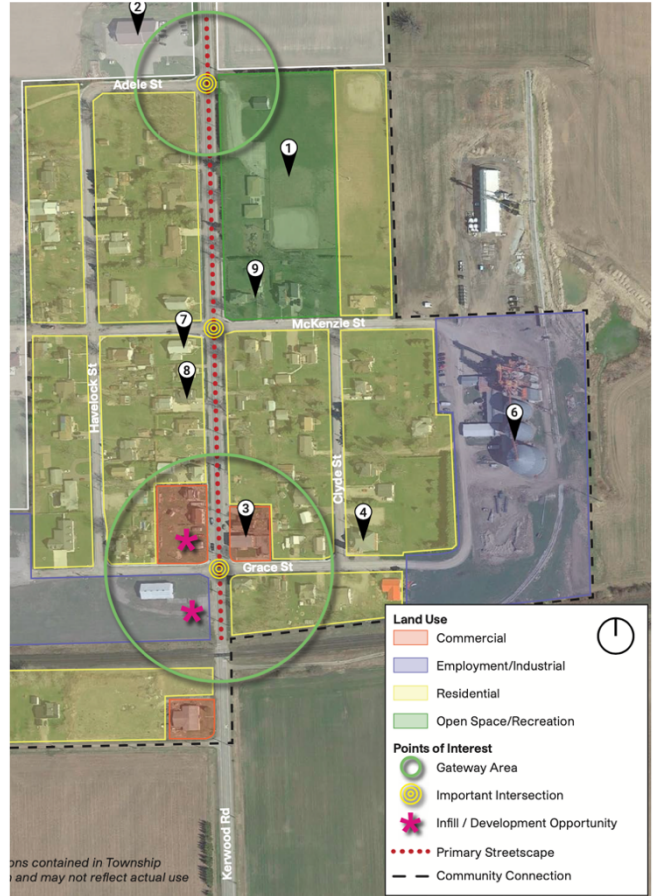 2
Adele St
1
9
7
McKenzie St
8
Havelock St
6
Clyde St
3
4
Grace St
Kerwood Rd
ons contained in Township
n and may not reflect actual use
Land Use
Commercial
Employment/Industrial
Residential
Open Space/Recreation
Points of Interest
Gateway Area
Important Intersection
Infill / Development Opportunity
Primary Streetscape
Community Connection